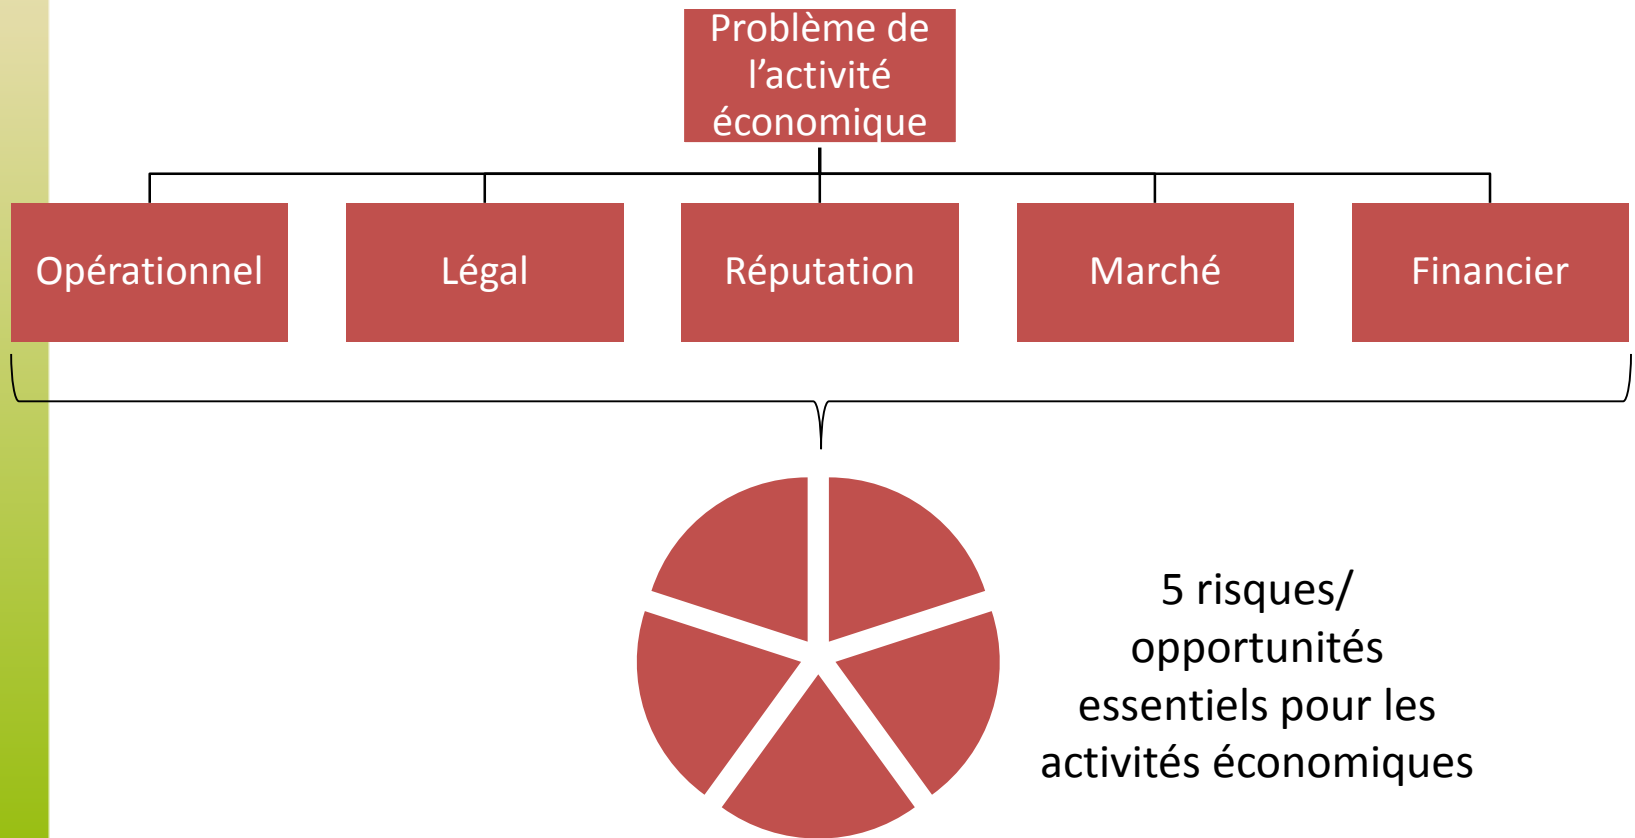 Problème de
l’activité
économique
Opérationnel
Légal
Réputation
Marché
Financier
5 risques/
opportunités
essentiels pour les
activités économiques